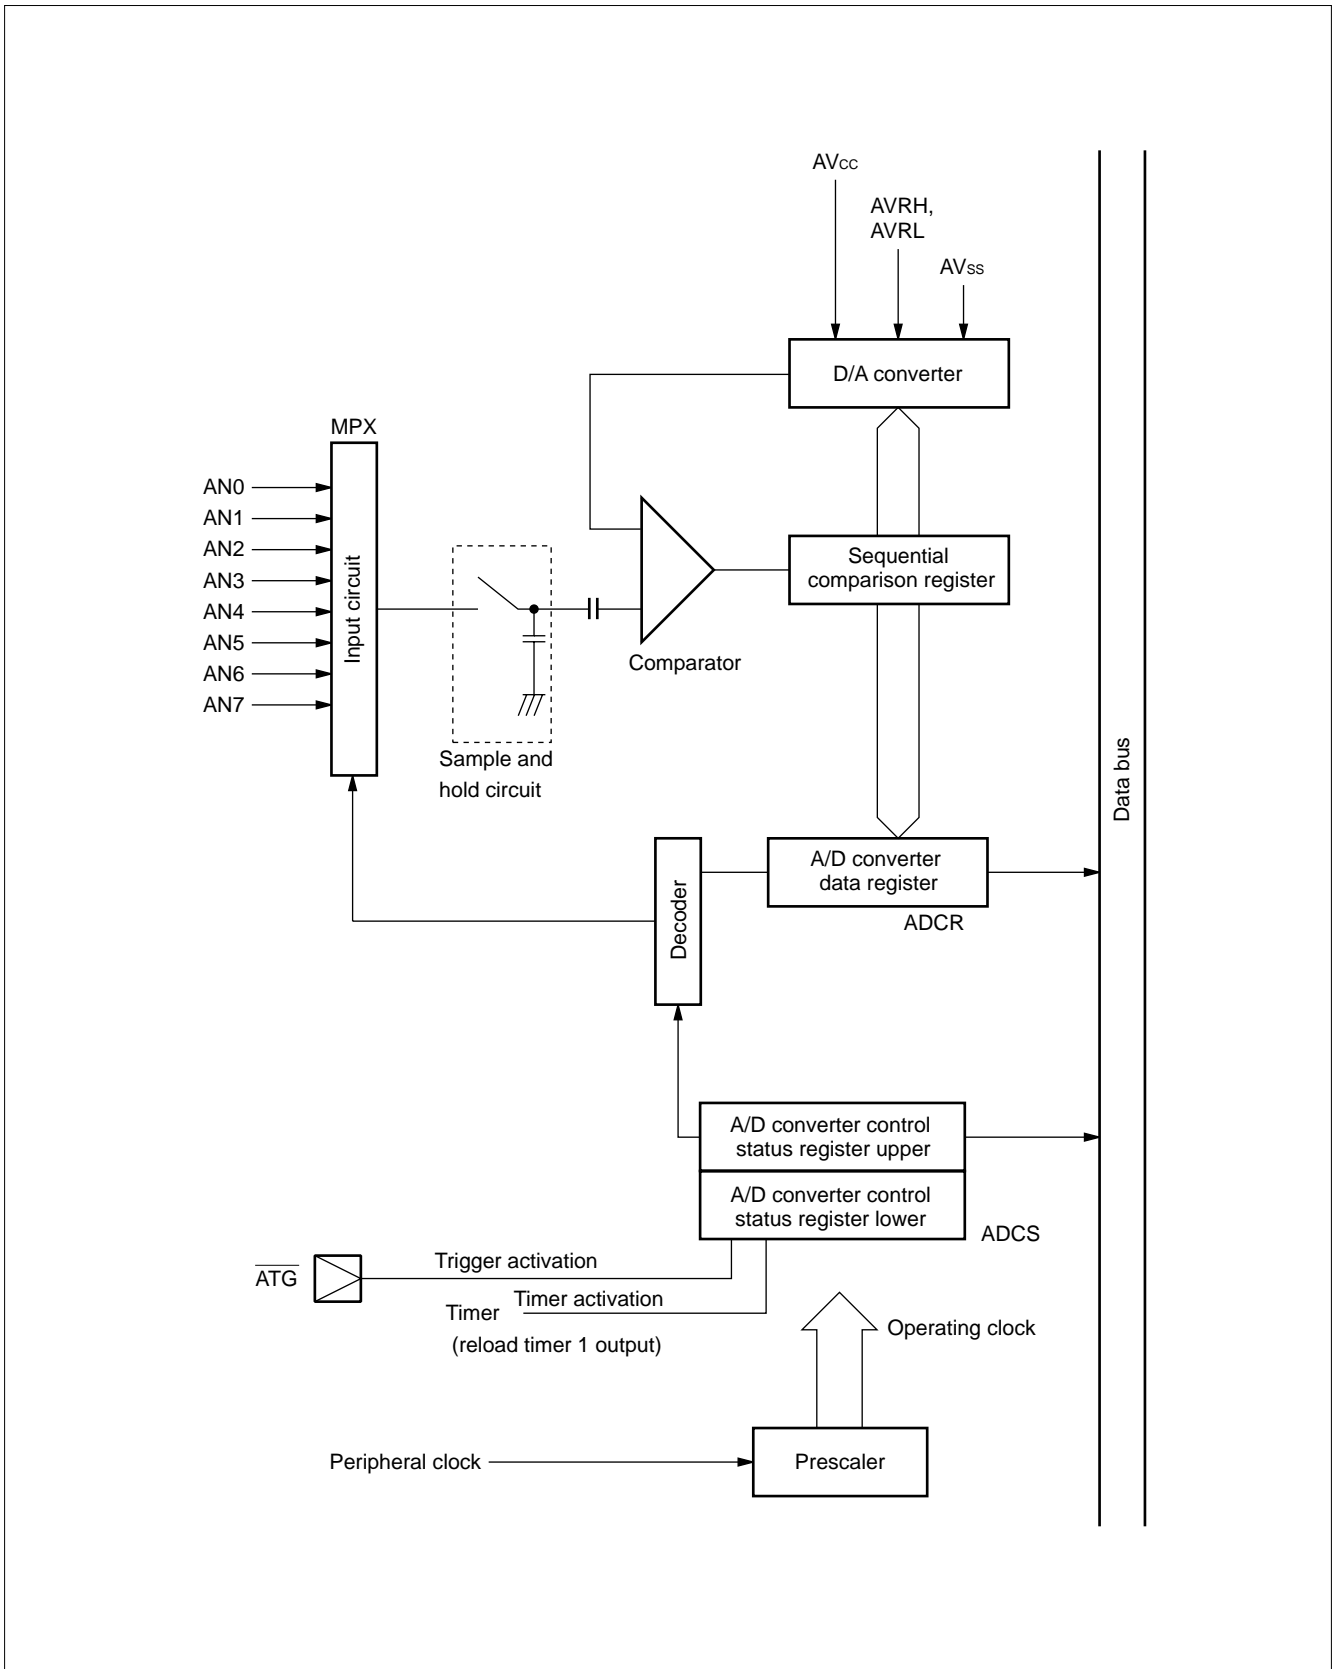 AVCC
AVRH,
AVRL
AVSS
D/A converter
MPX
AN0
AN1
AN2
AN3
AN4
AN5
AN6
AN7
Input circuit
Sequential
comparison register
Comparator
Sample and
hold circuit
Data bus
A/D converter
data register
ADCR
Decoder
A/D converter control
status register upper
A/D converter control
status register lower
ADCS
ATG
Trigger activation
Timer activation
Timer
(reload timer 1 output)
Operating clock
Peripheral clock
Prescaler